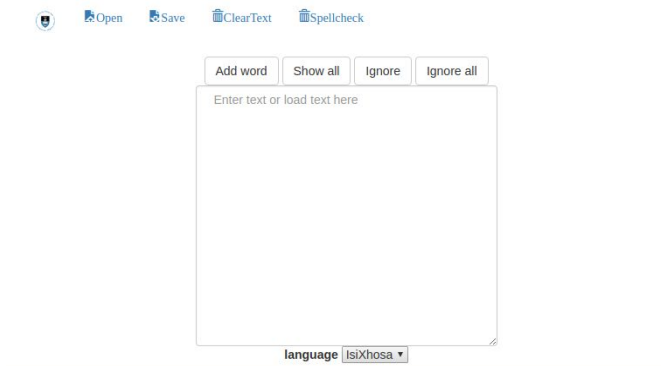 Open Save ClearText Spellcheck
Add word Show all Ignore Ignore all
Enter text or load text here
language IsiXhosa